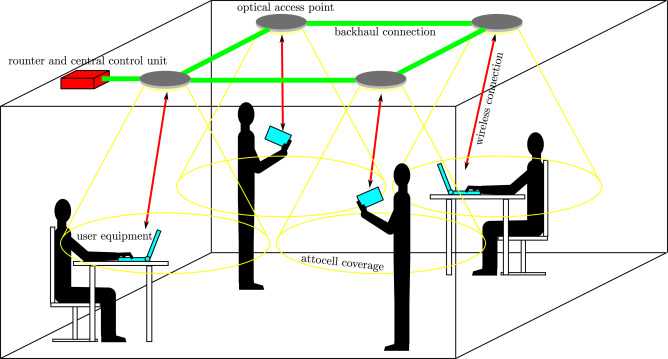 optical access point
backhaul connection
rounter and central control unit
wireless connection
user equipment
attocell coverage